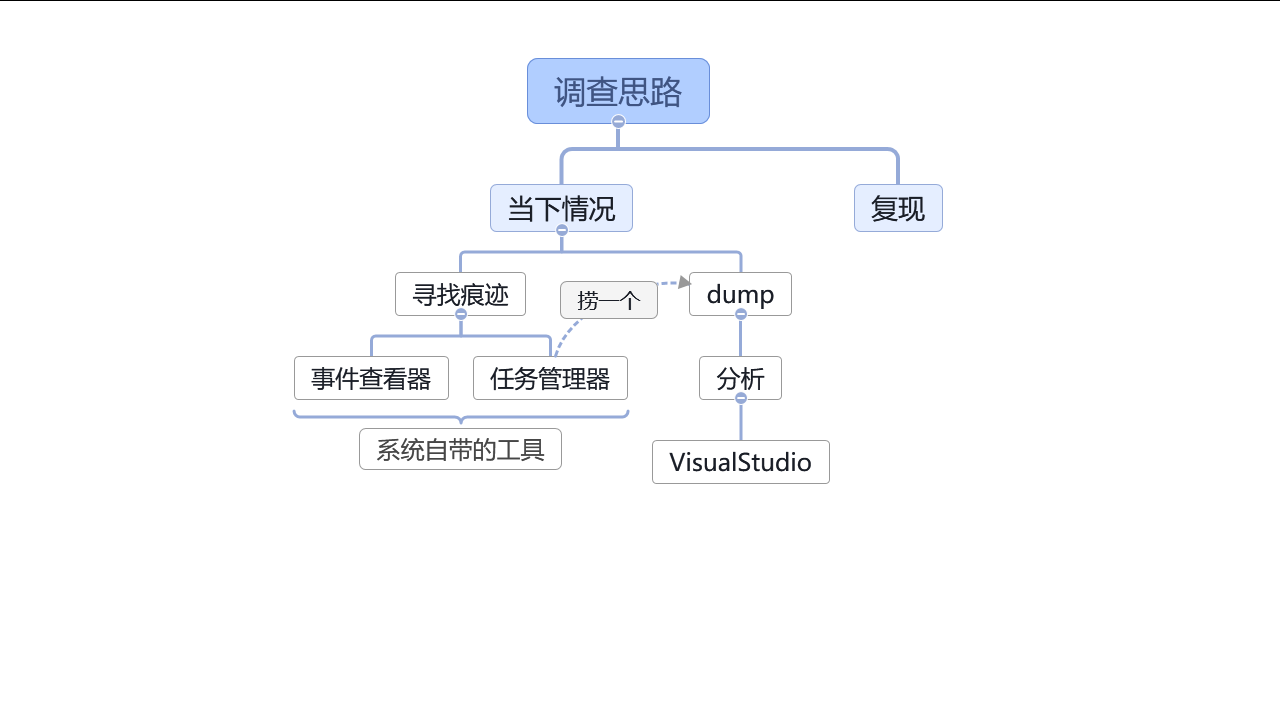 调查思路
当下情况
复现
寻找痕迹
捞一个
dump
事件查看器
任务管理器
分析
系统自带的工具
VisualStudio